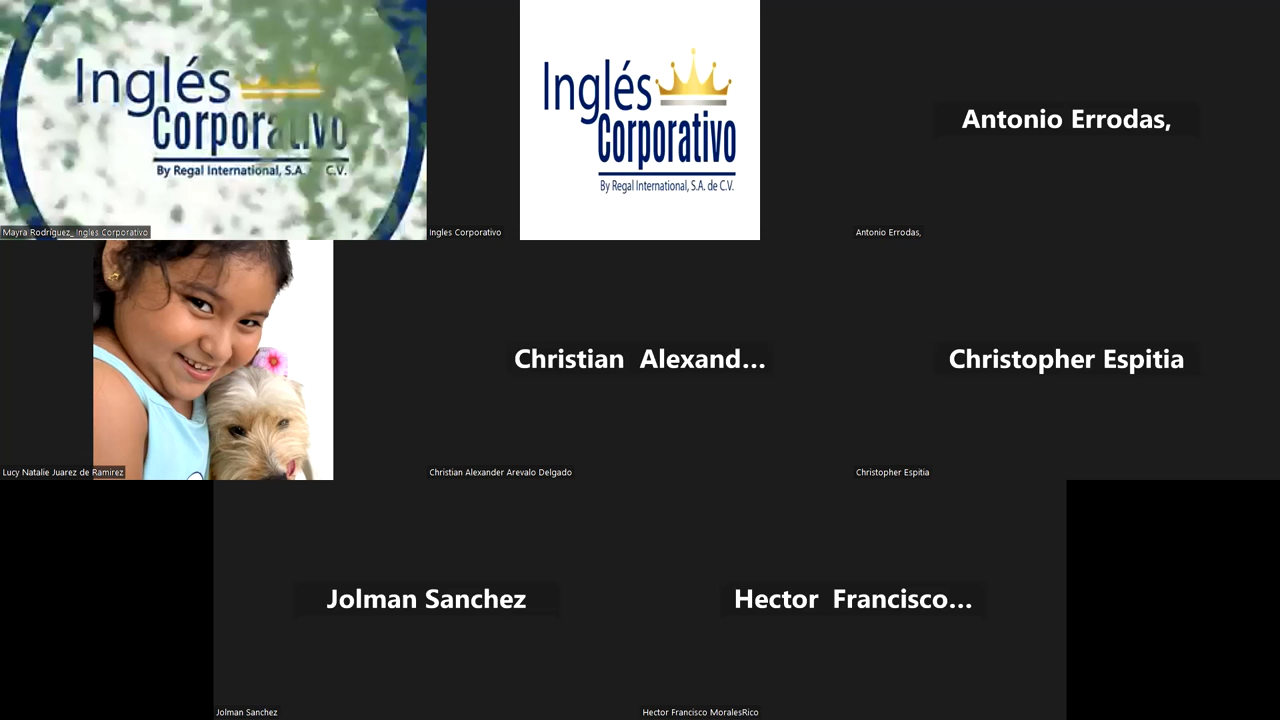 Inglés
Corporativo
By Regal International, S.A. C.V.
Mayra Rodríguez_ Ingles Corporativo
Inglés
Corporativo
By Regal International, S.A. de C.V.
Ingles Corporativo
Antonio Errodas,
Antonio Errodas,
Lucy Natalie Juarez de Ramirez
Christian Alexand...
Christian Alexander Arevalo Delgado
Christopher Espitia
Christopher Espitia
Jolman Sanchez
Jolman Sanchez
Hector Francisco...
Hector Francisco MoralesRico